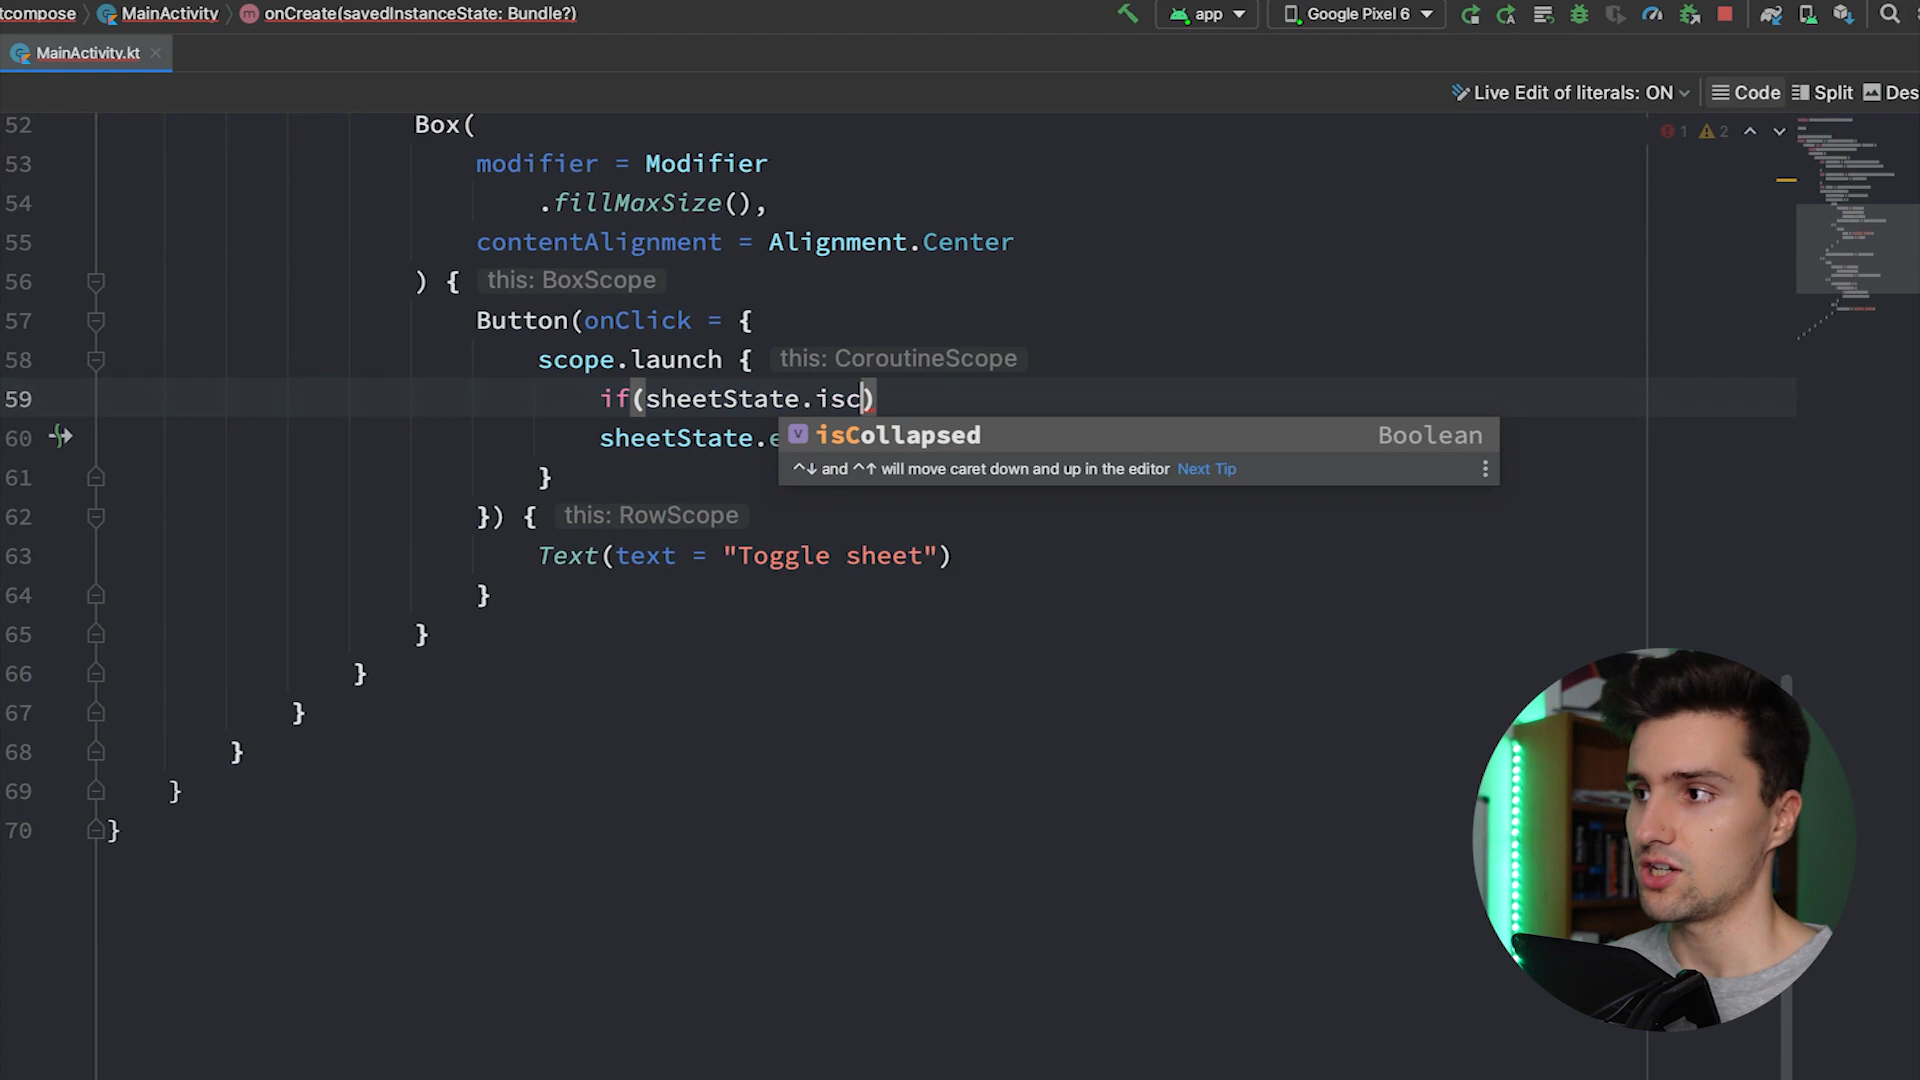 tcompose MainActivity onCreate(savedInstanceState: Bundle?) app Google Pixel 6
MainActivity.kt
Live Edit of literals: ON Code Split Des
1 2
52 Box(
53 modifier = Modifier
54 .fillMaxSize(),
55 contentAlignment = Alignment.Center
56 ) { this: BoxScope
57 Button(onClick = {
58 scope.launch { this: CoroutineScope
59 if(sheetState.isc)
60 sheetState.e
isCollapsed Boolean
^↓ and ^↑ will move caret down and up in the editor Next Tip
61 }
62 }) { this: RowScope
63 Text(text = "Toggle sheet")
64 }
65 }
66 }
67 }
68 }
69 }
70 }